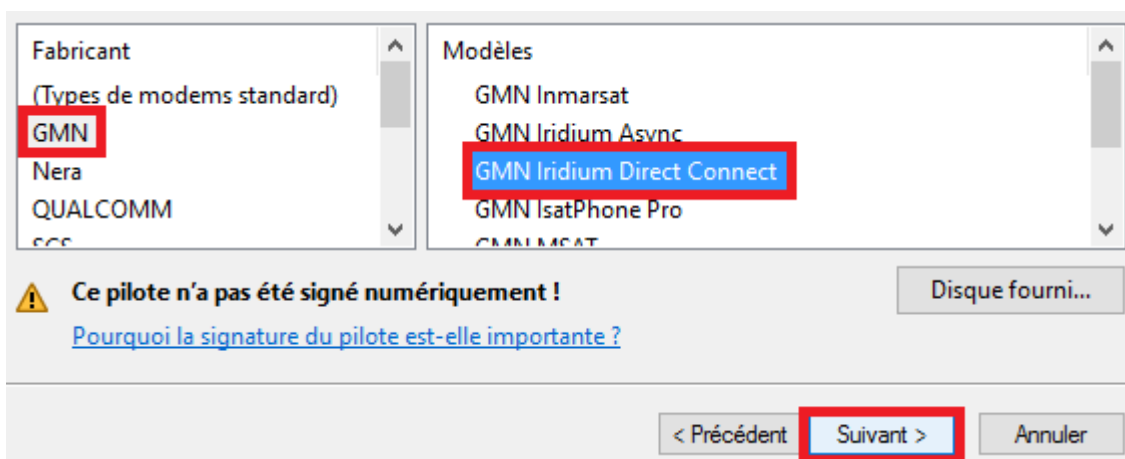 Fabricant
(Types de modems standard)
GMN
Nera
QUALCOMM
Modèles
GMN Inmarsat
GMN Iridium Async
GMN Iridium Direct Connect
GMN IsatPhone Pro
GMN MSAT
Ce pilote n'a pas été signé numériquement !
Disque fourni...
Pourquoi la signature du pilote est-elle importante ?
< Précédent
Suivant >
Annuler